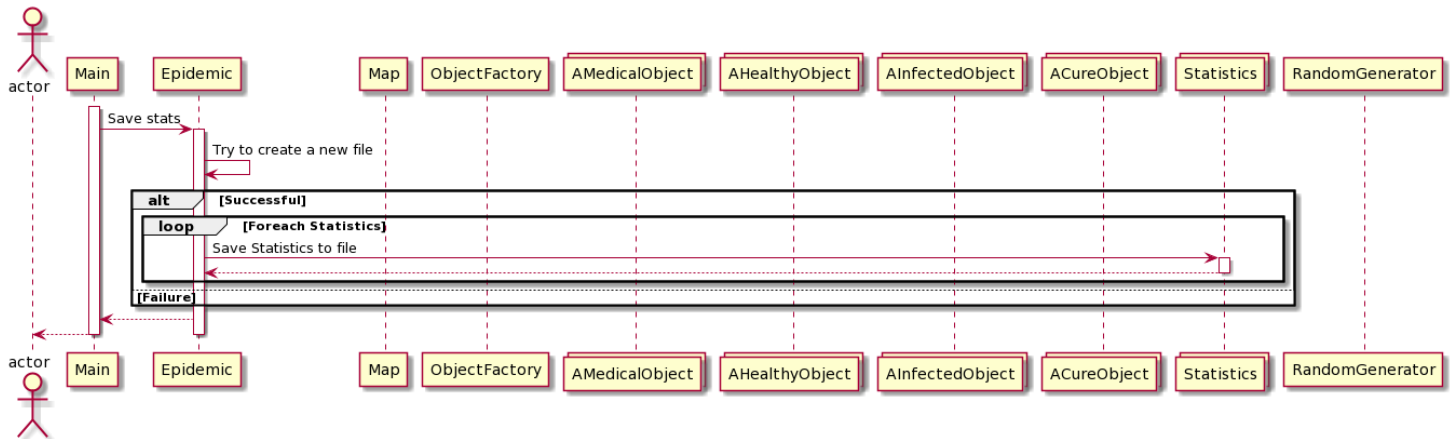 actor
Main
Epidemic
Map
ObjectFactory
AMedicalObject
AHealthyObject
AInfectedObject
ACureObject
Statistics
RandomGenerator
Save stats
Try to create a new file
alt
[Successful]
loop
[Foreach Statistics]
Save Statistics to file
[Failure]
actor
Main
Epidemic
Map
ObjectFactory
AMedicalObject
AHealthyObject
AInfectedObject
ACureObject
Statistics
RandomGenerator